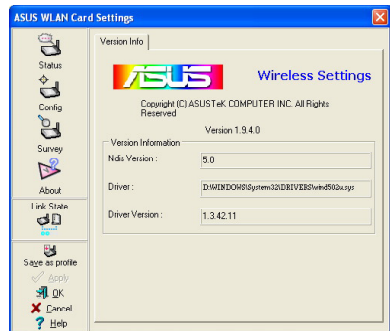 ASUS WLAN Card Settings
Status
Config
Survey
About
Link State
Save as profile
Apply
OK
Cancel
Help
Version Info
ASUS
Wireless Settings
Copyright (C) ASUSTeK COMPUTER INC. All Rights
Reserved
Version 1.9.4.0
Version Information
Ndis Version :
5.0
Driver :
D:\WINDOWS\System32\DRIVERS\wind502u.sys
Driver Version :
1.3.42.11